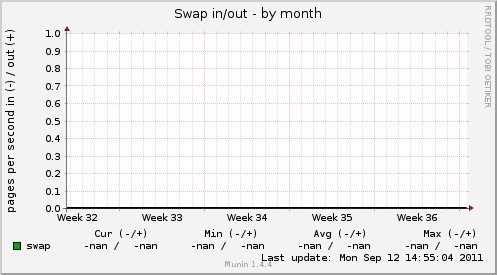 Swap in/out - by month
RRDTOOL / TOBI OETIKER
pages per second in (-) / out (+)
1.0
0.9
0.8
0.7
0.6
0.5
0.4
0.3
0.2
0.1
0.0
Week 32 Week 33 Week 34 Week 35 Week 36
Cur (-/+) Min (-/+) Avg (-/+) Max (-/+)
swap -nan / -nan -nan / -nan -nan / -nan -nan / -nan
Last update: Mon Sep 12 14:55:04 2011
Munin 1.4.4